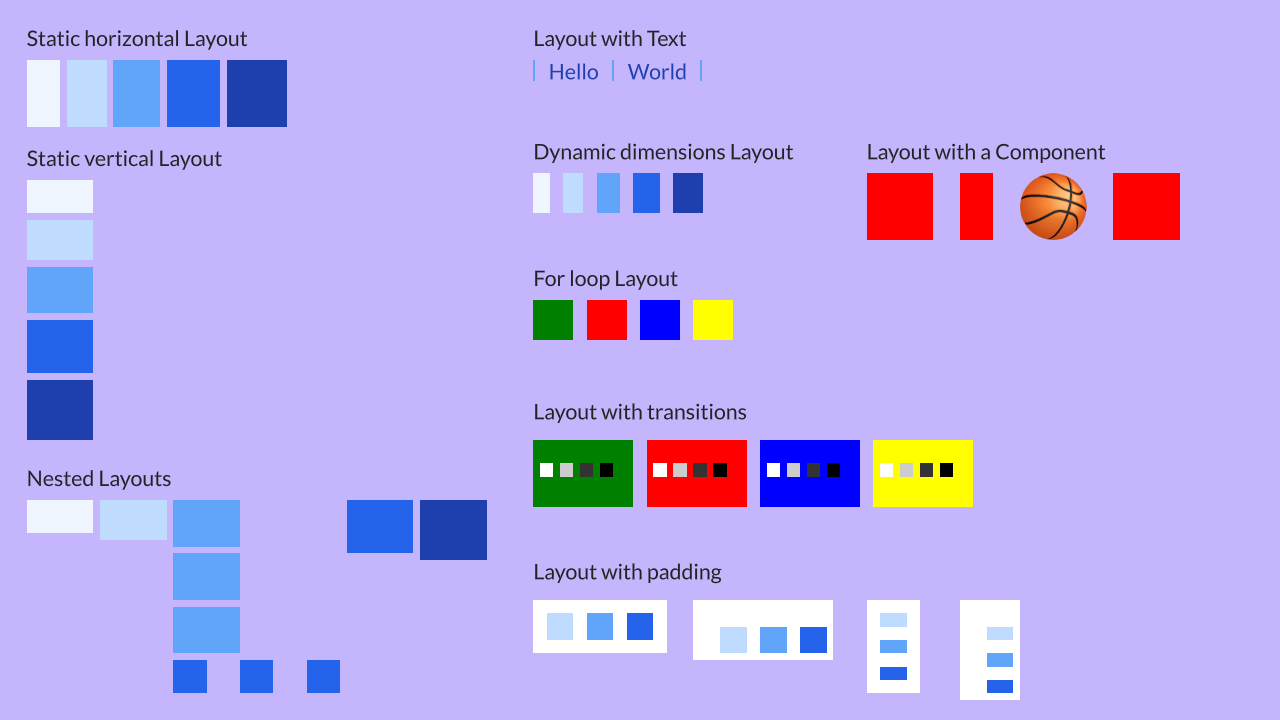 Static horizontal Layout
Static vertical Layout
Nested Layouts
Layout with Text
Hello World
Dynamic dimensions Layout
Layout with a Component
For loop Layout
Layout with transitions
Layout with padding